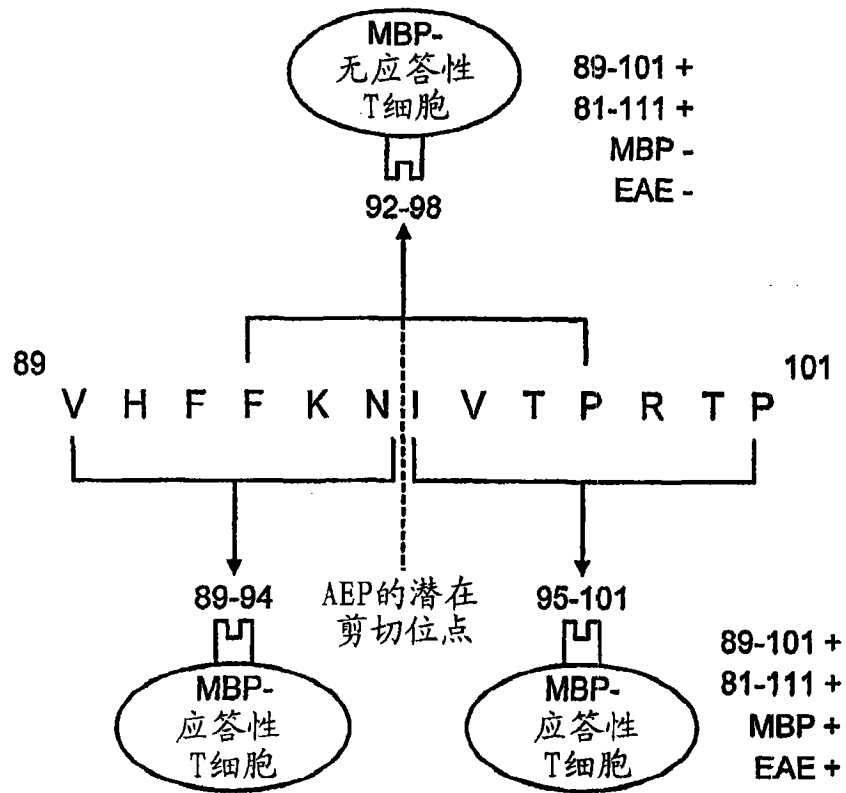 MBP-
无应答性
T细胞
89-101 +
81-111 +
MBP -
EAE -
92-98
89
101
V H F F K N I V T P R T P
89-94
AEP的潜在
剪切位点
95-101
MBP-
应答性
T细胞
MBP-
应答性
T细胞
89-101 +
81-111 +
MBP +
EAE +